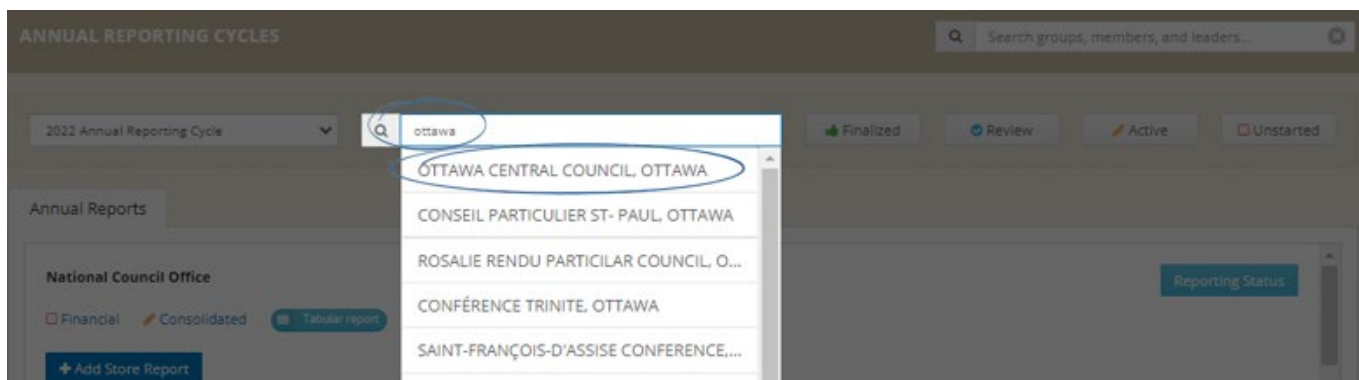 ANNUAL REPORTING CYCLES
Search groups, members, and leaders...
2022 Annual Reporting Cycle
ottawa
Finalized
Review
Active
Unstarted
OTTAWA CENTRAL COUNCIL, OTTAWA
Annual Reports
CONSEIL PARTICULIER ST- PAUL, OTTAWA
ROSALIE RENDU PARTICILAR COUNCIL, O...
National Council Office
Reporting Status
CONFÉRENCE TRINITE, OTTAWA
Financial
Consolidated
Tabular report
SAINT-FRANÇOIS-D'ASSISE CONFERENCE,...
+ Add Store Report